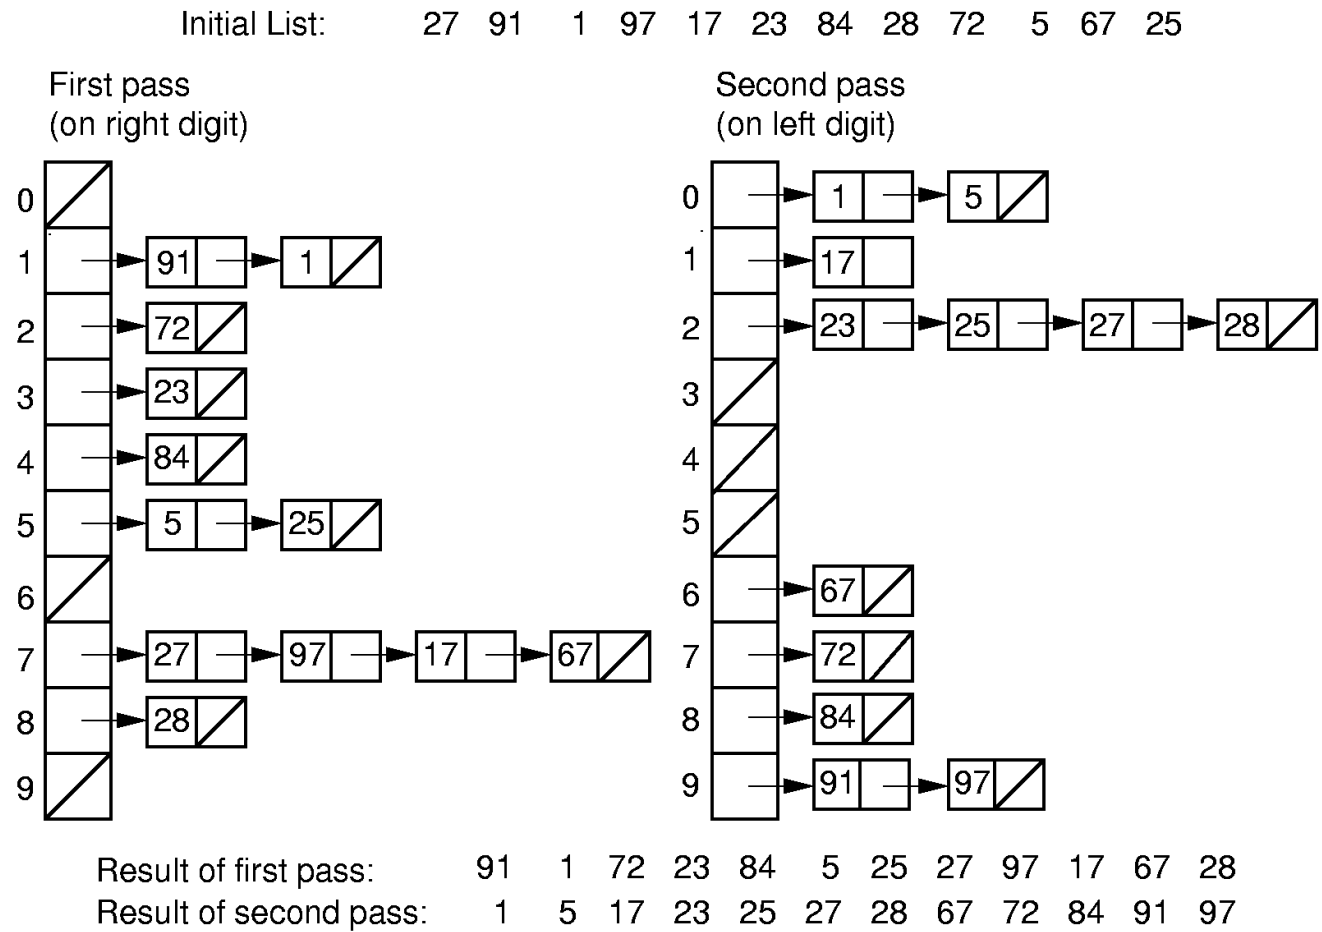 Initial List: 27 91 1 97 17 23 84 28 72 5 67 25
First pass
(on right digit)
0
1 91 1
2 72
3 23
4 84
5 5 25
6
7 27 97 17 67
8 28
9
Second pass
(on left digit)
0 1 5
1 17
2 23 25 27 28
3
4
5
6 67
7 72
8 84
9 91 97
Result of first pass: 91 1 72 23 84 5 25 27 97 17 67 28
Result of second pass: 1 5 17 23 25 27 28 67 72 84 91 97